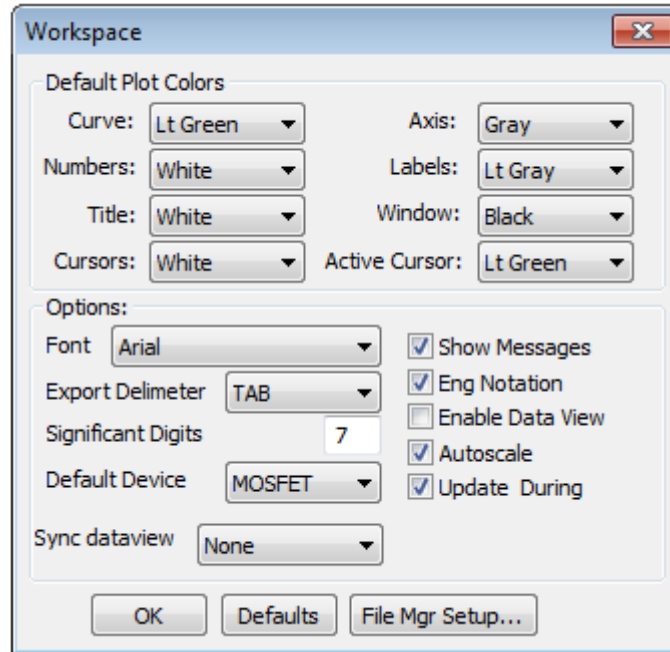 Workspace
Default Plot Colors
Curve: Lt Green Axis: Gray
Numbers: White Labels: Lt Gray
Title: White Window: Black
Cursors: White Active Cursor: Lt Green
Options:
Font Arial Show Messages
Export Delimeter TAB Eng Notation
Enable Data View
Significant Digits 7
Autoscale
Default Device MOSFET Update During
Sync dataview None
OK Defaults File Mgr Setup...